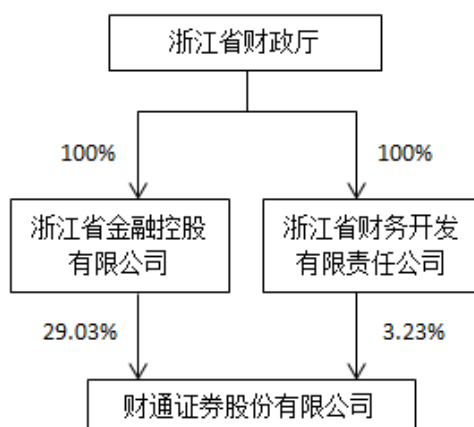 浙江省财政厅
100%
100%
浙江省金融控股
有限公司
浙江省财务开发
有限责任公司
29.03%
3.23%
财通证券股份有限公司